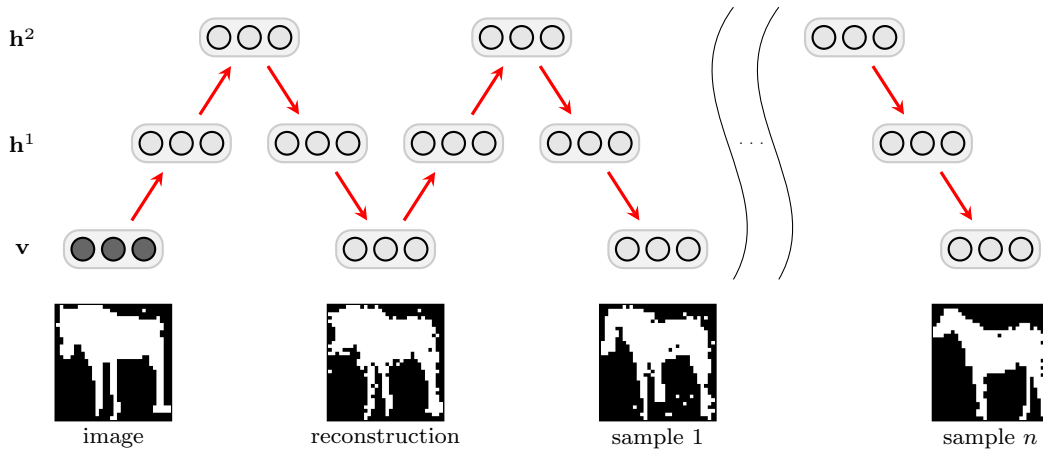 h²
h¹
. . .
v
image
reconstruction
sample 1
sample n